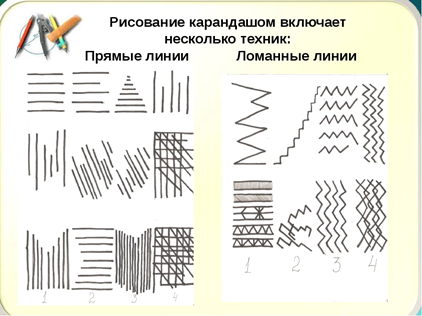 Рисование карандашом включает
несколько техник:
Прямые линии Ломанные линии
1 2 3 4
1 2 3 4